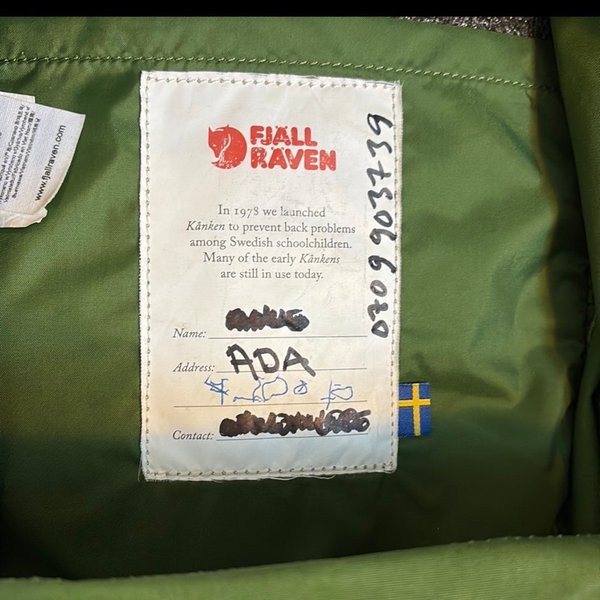 FJÄLL
RÄVEN
In 1978 we launched
Kånken to prevent back problems
among Swedish schoolchildren.
Many of the early Kånkens
are still in use today.
Name:
Address: ADA
Contact:
0709903739
www.fjallraven.com